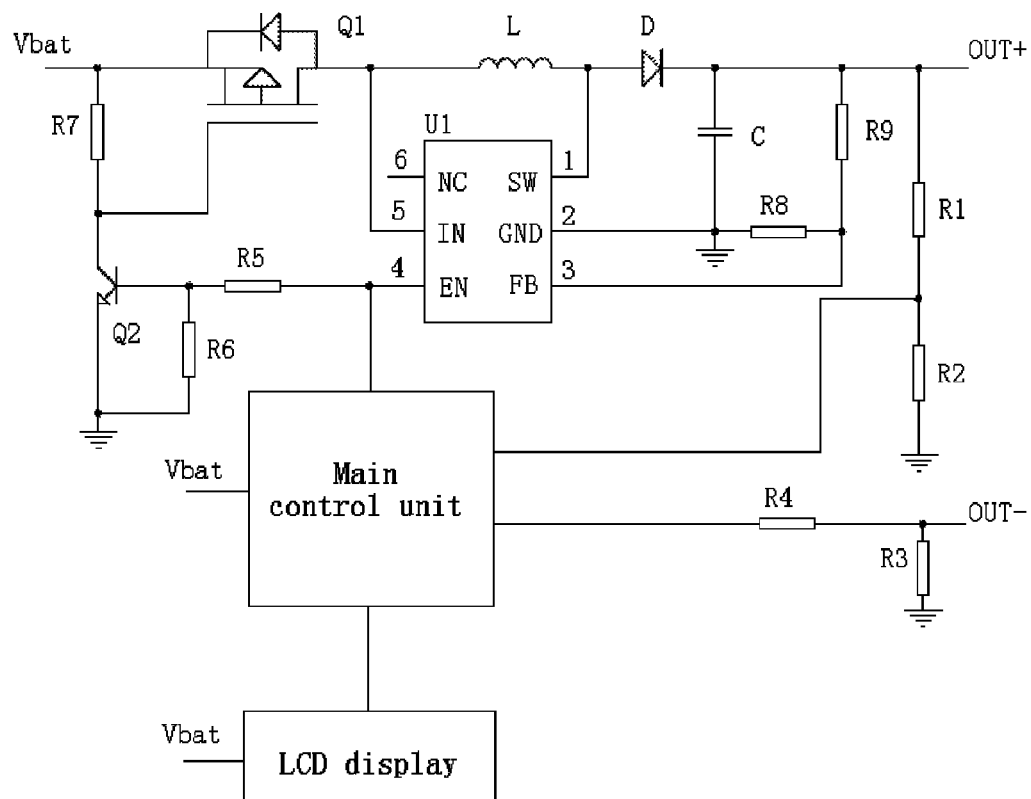 Q1
L
D
Vbat
OUT+
R7
U1
6
NC
SW
1
C
R9
5
IN
GND
2
R8
R1
R5
4
EN
FB
3
Q2
R6
R2
Vbat
Main
control unit
R4
OUT-
R3
Vbat
LCD display